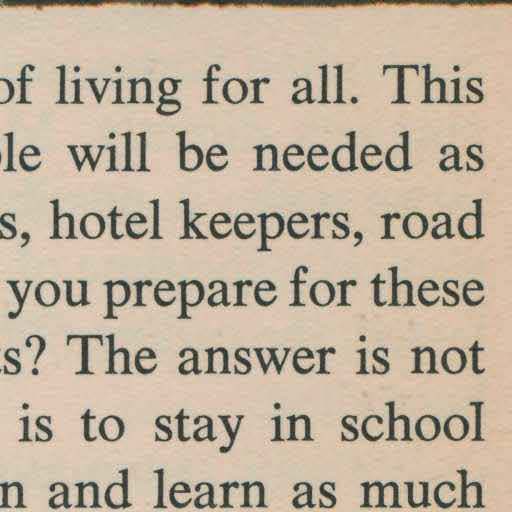 of living for all. This
le will be needed as
s, hotel keepers, road
you prepare for these
s? The answer is not
is to stay in school
n and learn as much